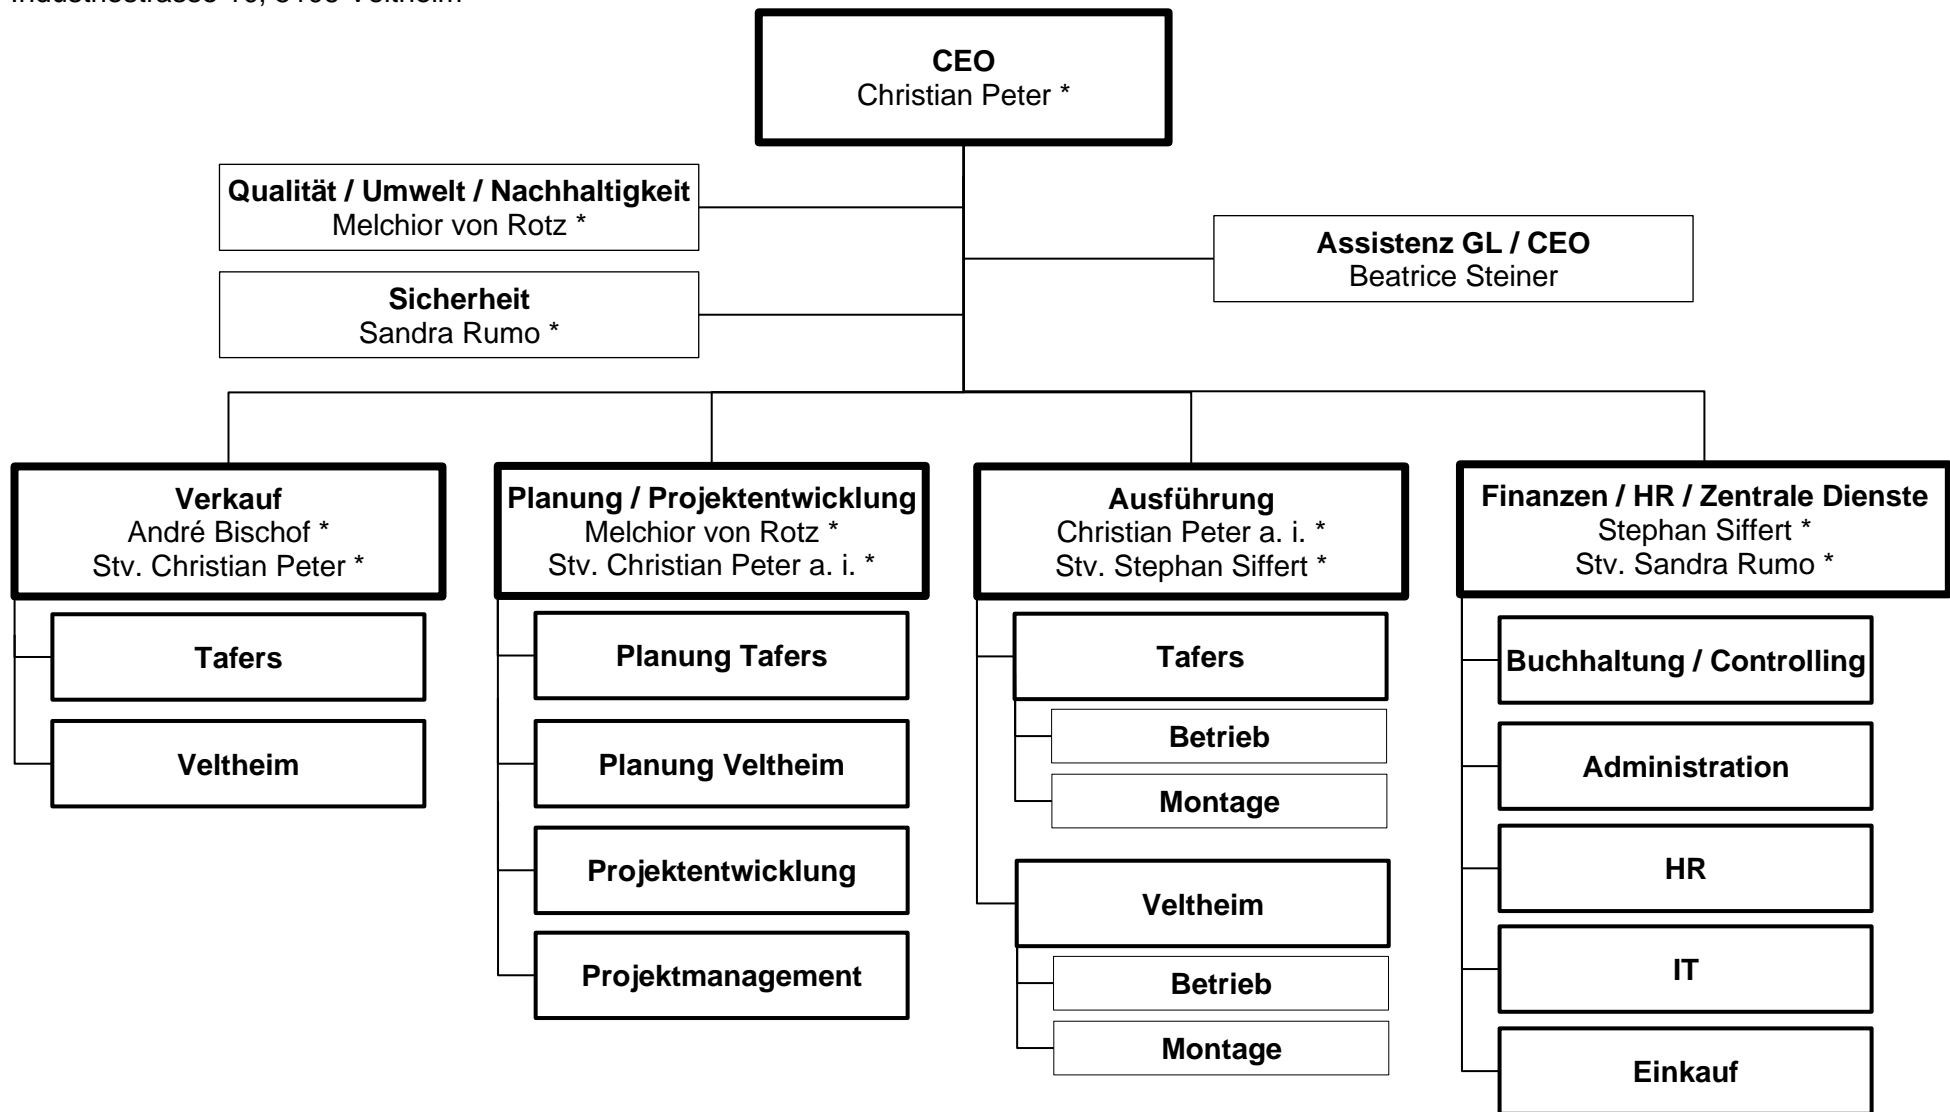 CEO
Christian Peter *
Qualität / Umwelt / Nachhaltigkeit
Melchior von Rotz *
Assistenz GL / CEO
Beatrice Steiner
Sicherheit
Sandra Rumo *
Verkauf
André Bischof *
Stv. Christian Peter *
Planung / Projektentwicklung
Melchior von Rotz *
Stv. Christian Peter a. i. *
Ausführung
Christian Peter a. i. *
Stv. Stephan Siffert *
Finanzen / HR / Zentrale Dienste
Stephan Siffert *
Stv. Sandra Rumo *
Tafers
Veltheim
Planung Tafers
Planung Veltheim
Projektentwicklung
Projektmanagement
Tafers
Betrieb
Montage
Veltheim
Betrieb
Montage
Buchhaltung / Controlling
Administration
HR
IT
Einkauf